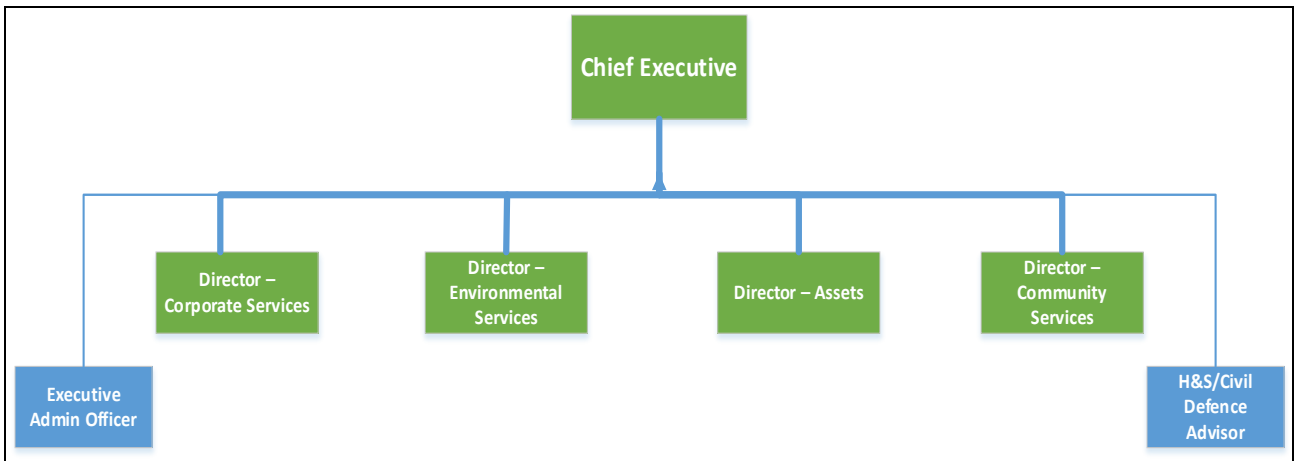 Chief Executive
Director –
Corporate Services
Director –
Environmental
Services
Director – Assets
Director –
Community
Services
Executive
Admin Officer
H&S/Civil
Defence
Advisor